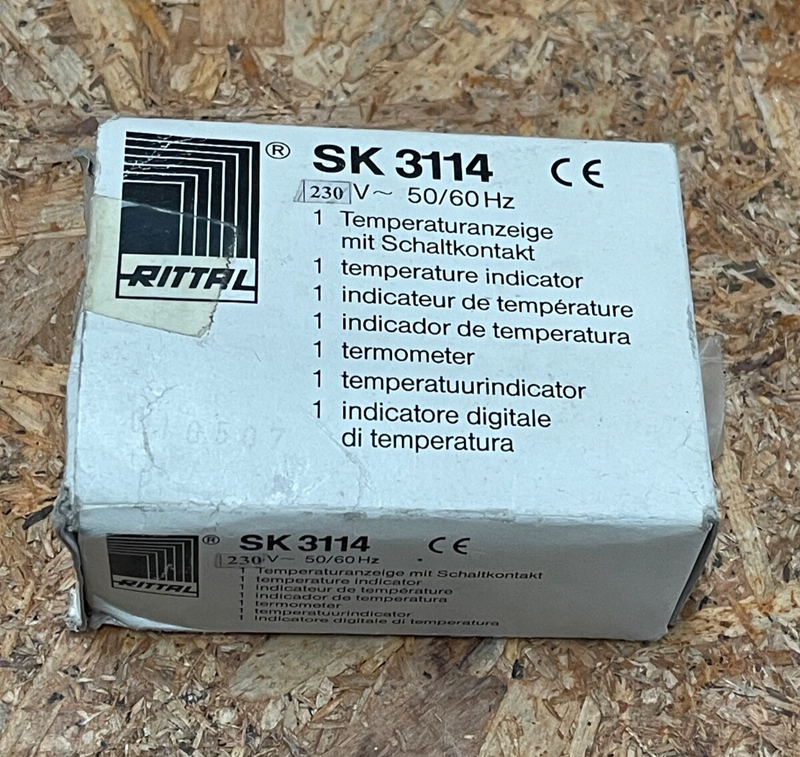 ® SK 3114 CE
230 V~ 50/60 Hz
RITTAL
1 Temperaturanzeige
mit Schaltkontakt
1 temperature indicator
1 indicateur de température
1 indicador de temperatura
1 termometer
1 temperatuurindicator
1 indicatore digitale
di temperatura
® SK 3114 CE
230 V~ 50/60 Hz
RITTAL
1 Temperaturanzeige mit Schaltkontakt
1 temperature indicator
1 indicateur de température
1 indicador de temperatura
1 termometer
1 temperatuurindicator
1 indicatore digitale di temperatura